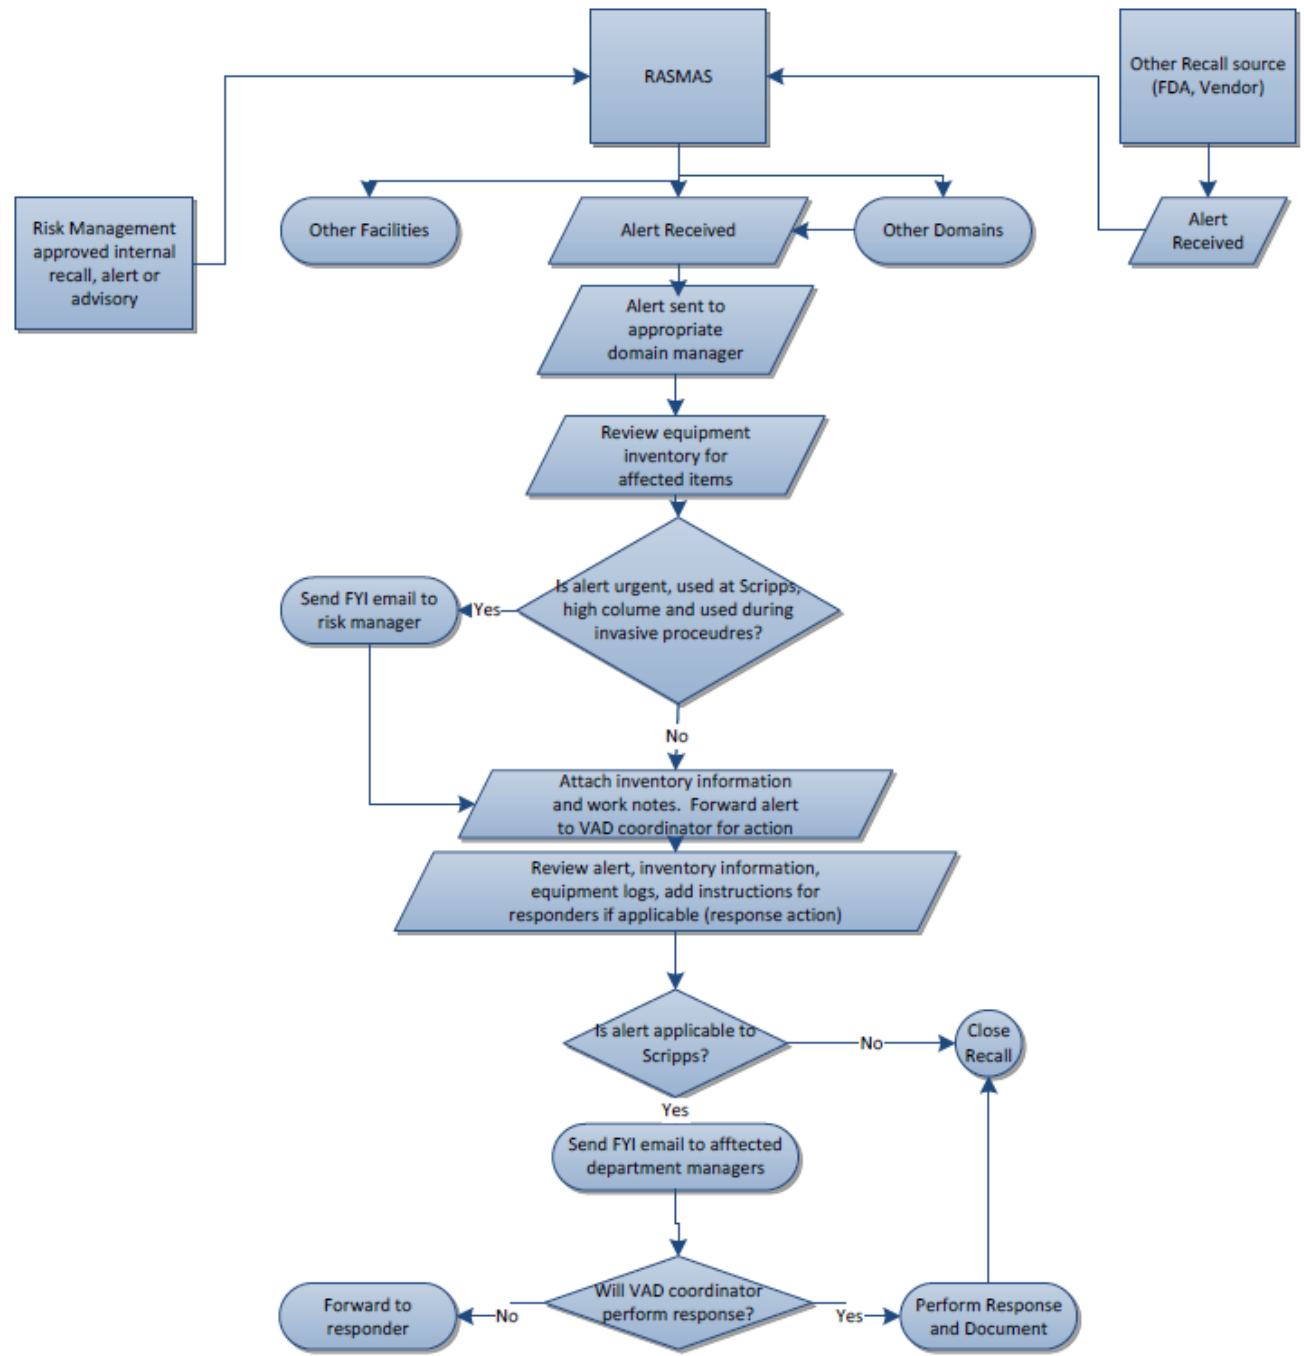 RASMAS
Other Recall source
(FDA, Vendor)
Risk Management
approved internal
recall, alert or
advisory
Other Facilities
Alert Received
Other Domains
Alert
Received
Alert sent to
appropriate
domain manager
Review equipment
inventory for
affected items
Is alert urgent, used at Scripps,
high colume and used during
invasive proceudres?
Yes
Send FYI email to
risk manager
No
Attach inventory information
and work notes.  Forward alert
to VAD coordinator for action
Review alert, inventory information,
equipment logs, add instructions for
responders if applicable (response action)
Is alert applicable to
Scripps?
No
Close
Recall
Yes
Send FYI email to afftected
department managers
Will VAD coordinator
perform response?
No
Forward to
responder
Yes
Perform Response
and Document